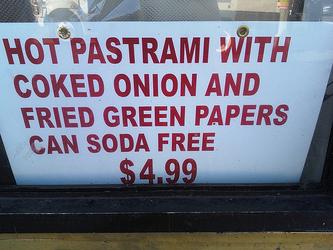 HOT PASTRAMI WITH
COKED ONION AND
FRIED GREEN PAPERS
CAN SODA FREE
$4.99